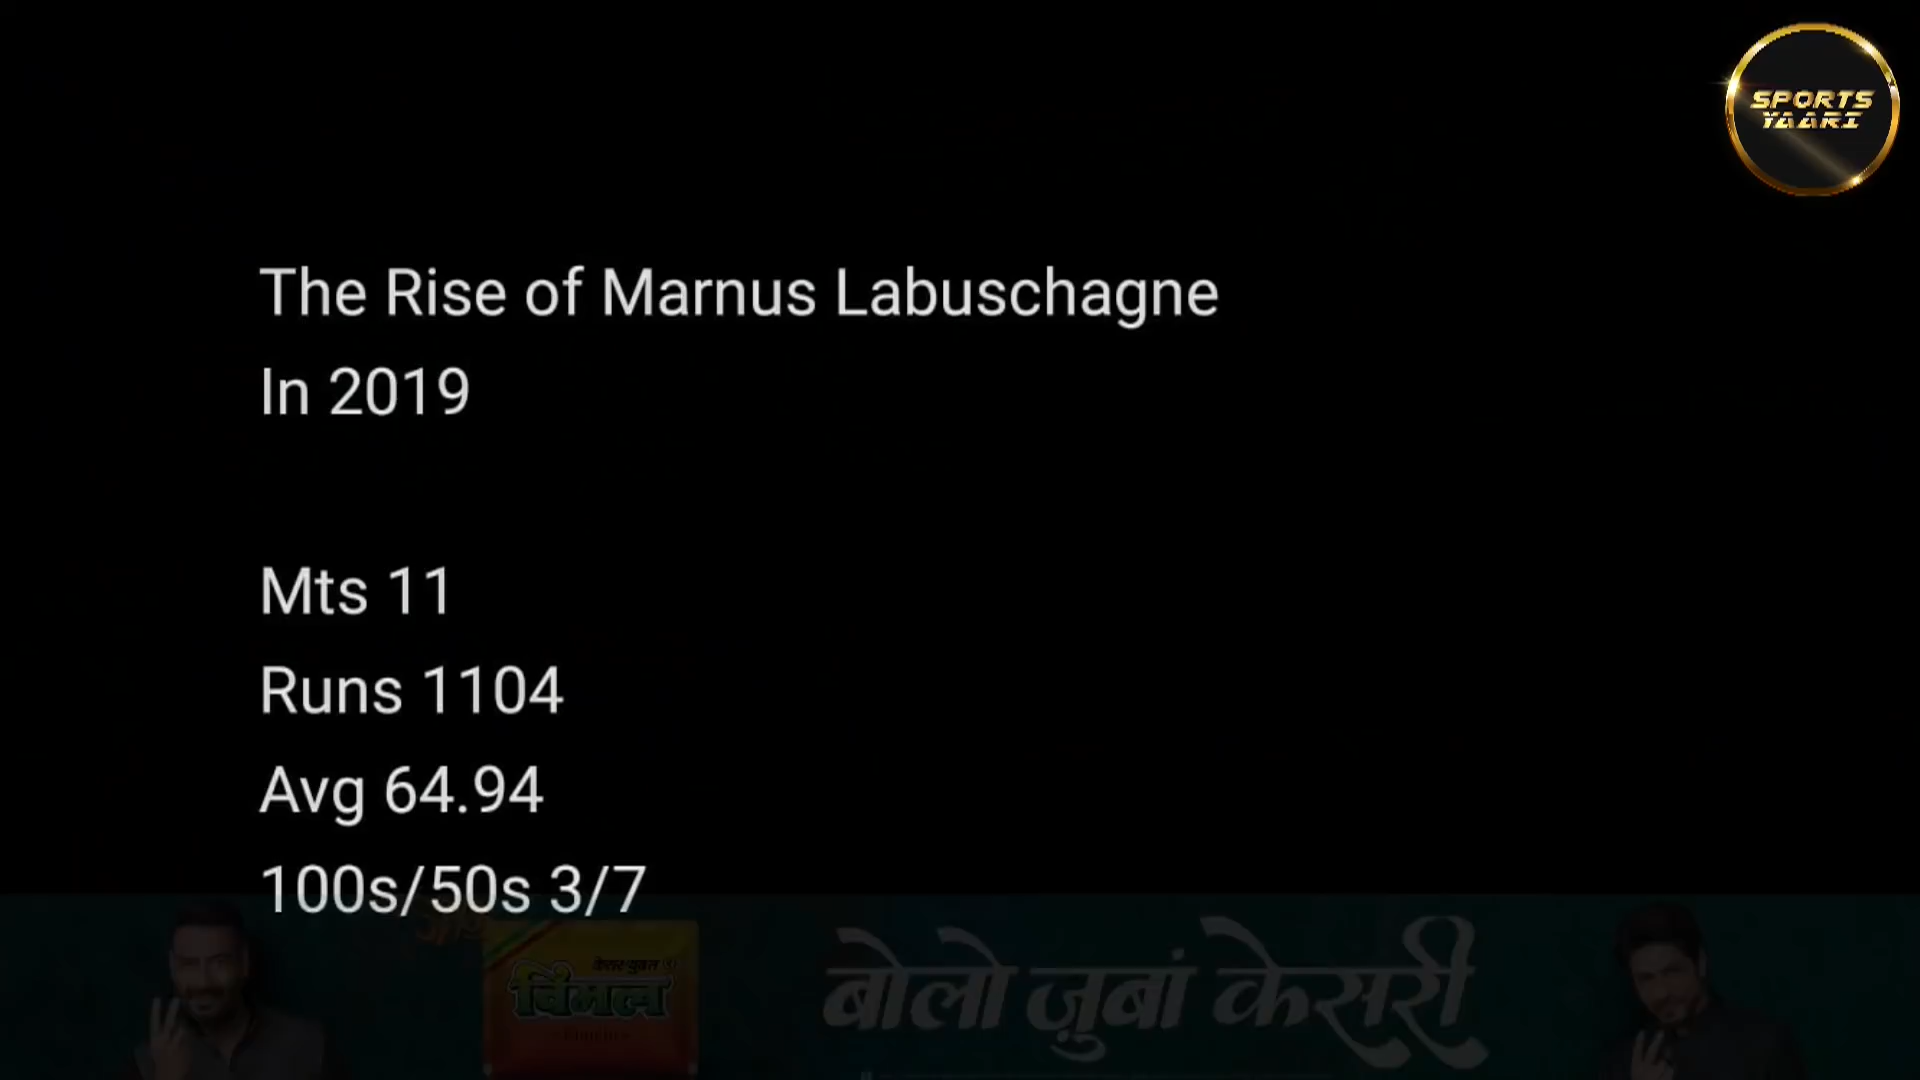 SPORTS
YAARI
The Rise of Marnus Labuschagne
In 2019
Mts 11
Runs 1104
Avg 64.94
100s/50s 3/7
केसर युक्त
विमल
बोलो ज़ुबां केसरी